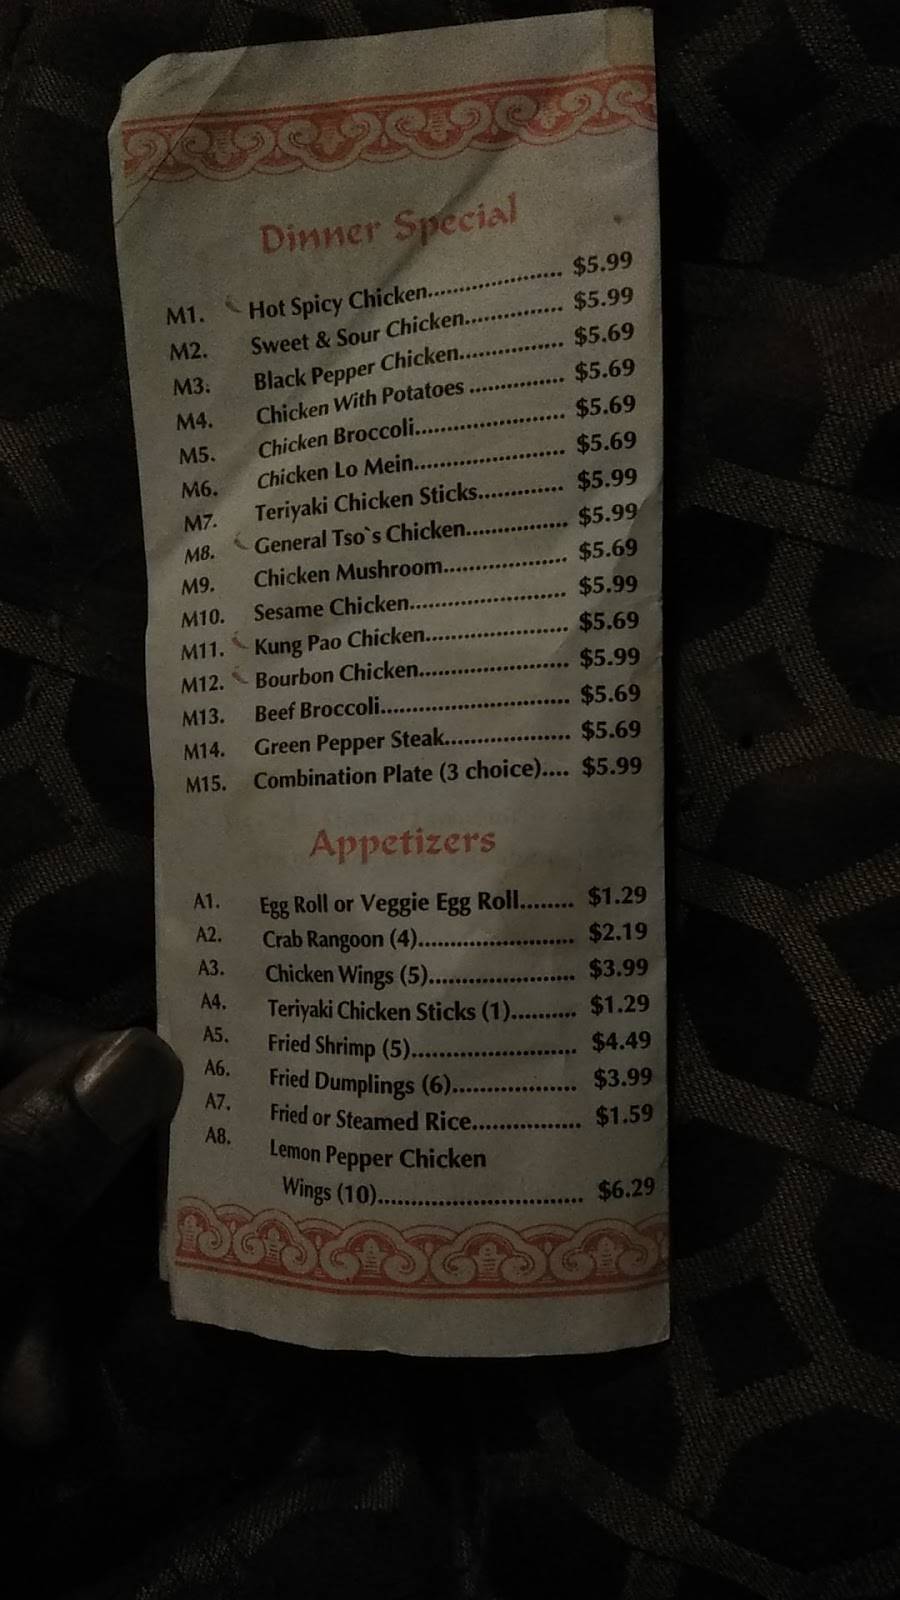 Dinner Special
M1. Hot Spicy Chicken.................... $5.99
M2. Sweet & Sour Chicken.............. $5.99
M3. Black Pepper Chicken............... $5.69
M4. Chicken With Potatoes .............. $5.69
M5. Chicken Broccoli...................... $5.69
M6. Chicken Lo Mein...................... $5.69
M7. Teriyaki Chicken Sticks............. $5.99
M8. General Tso`s Chicken............... $5.99
M9. Chicken Mushroom.................. $5.69
M10. Sesame Chicken....................... $5.99
M11. Kung Pao Chicken.................... $5.69
M12. Bourbon Chicken..................... $5.99
M13. Beef Broccoli........................... $5.69
M14. Green Pepper Steak.................. $5.69
M15. Combination Plate (3 choice).... $5.99
Appetizers
A1. Egg Roll or Veggie Egg Roll........ $1.29
A2. Crab Rangoon (4)....................... $2.19
A3. Chicken Wings (5)...................... $3.99
A4. Teriyaki Chicken Sticks (1).......... $1.29
A5. Fried Shrimp (5)......................... $4.49
A6. Fried Dumplings (6)................... $3.99
A7. Fried or Steamed Rice................ $1.59
A8. Lemon Pepper Chicken
Wings (10).............................. $6.29